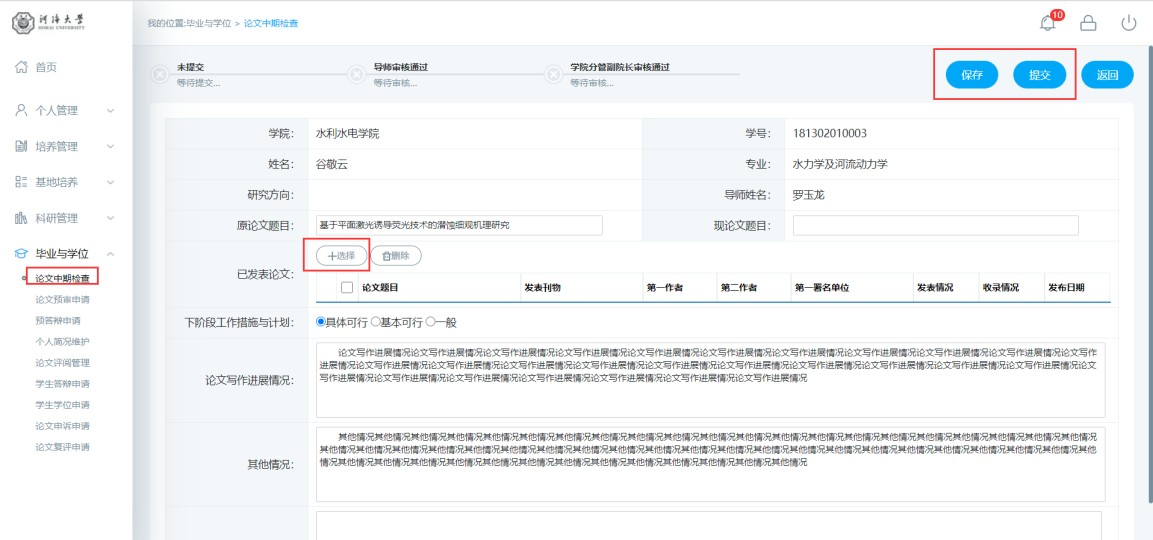 河海大学
HOHAI UNIVERSITY
我的位置:毕业与学位 > 论文中期检查
10
首页
个人管理
培养管理
基地培养
科研管理
毕业与学位
论文中期检查
论文预审申请
预答辩申请
个人简况维护
论文评阅管理
学生答辩申请
学生学位申请
论文申诉申请
论文复评申请
未提交
等待提交...
导师审核通过
等待审核...
学院分管副院长审核通过
等待审核...
保存
提交
返回
学院： 水利水电学院 学号： 181302010003
姓名： 谷敬云 专业： 水力学及河流动力学
研究方向： 导师姓名： 罗玉龙
原论文题目： 基于平面激光诱导荧光技术的潜蚀细观机理研究 现论文题目：
已发表论文：
选择 删除
论文题目 发表刊物 第一作者 第二作者 第一署名单位 发表情况 收录情况 发布日期
下阶段工作措施与计划： 具体可行 基本可行 一般
论文写作进展情况：
论文写作进展情况论文写作进展情况论文写作进展情况论文写作进展情况论文写作进展情况论文写作进展情况论文写作进展情况论文写作进展情况论文写作进展情况论文写作进展情况论文写作
进展情况论文写作进展情况论文写作进展情况论文写作进展情况论文写作进展情况论文写作进展情况论文写作进展情况论文写作进展情况论文写作进展情况论文写作进展情况论文写作进展情况论文
写作进展情况论文写作进展情况论文写作进展情况论文写作进展情况论文写作进展情况论文写作进展情况论文写作进展情况
其他情况：
其他情况其他情况其他情况其他情况其他情况其他情况其他情况其他情况其他情况其他情况其他情况其他情况其他情况其他情况其他情况其他情况其他情况其他情况其他情况其他情况其他情况
其他情况其他情况其他情况其他情况其他情况其他情况其他情况其他情况其他情况其他情况其他情况其他情况其他情况其他情况其他情况其他情况其他情况其他情况其他情况其他情况其他情况其他
情况其他情况其他情况其他情况其他情况其他情况其他情况其他情况其他情况其他情况其他情况其他情况其他情况其他情况